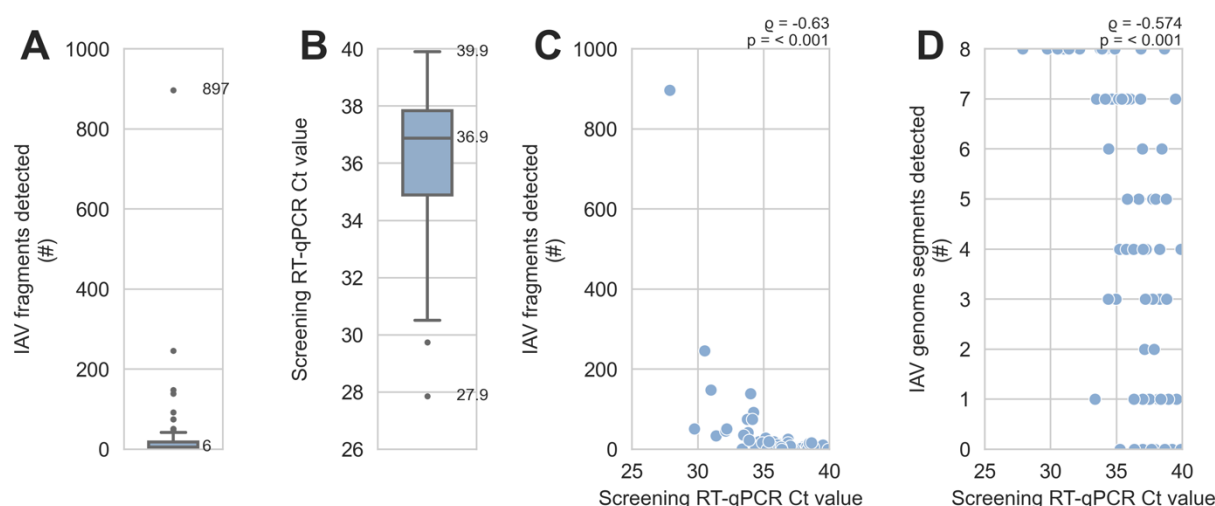 A
1000
800
600
400
200
0
IAV fragments detected
(#)
897
6
B
40
38
36
34
32
30
28
26
Screening RT-qPCR Ct value
39.9
36.9
27.9
C
ϱ = -0.63
p = < 0.001
1000
800
600
400
200
0
IAV fragments detected
(#)
25 30 35 40
Screening RT-qPCR Ct value
D
ϱ = -0.574
p = < 0.001
8
7
6
5
4
3
2
1
0
IAV genome segments detected
(#)
25 30 35 40
Screening RT-qPCR Ct value